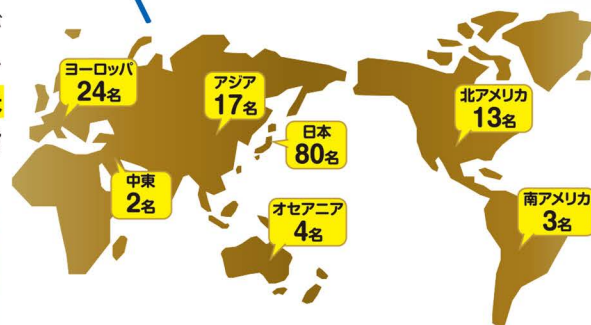 ヨーロッパ
24名
アジア
17名
日本
80名
中東
2名
オセアニア
4名
北アメリカ
13名
南アメリカ
3名